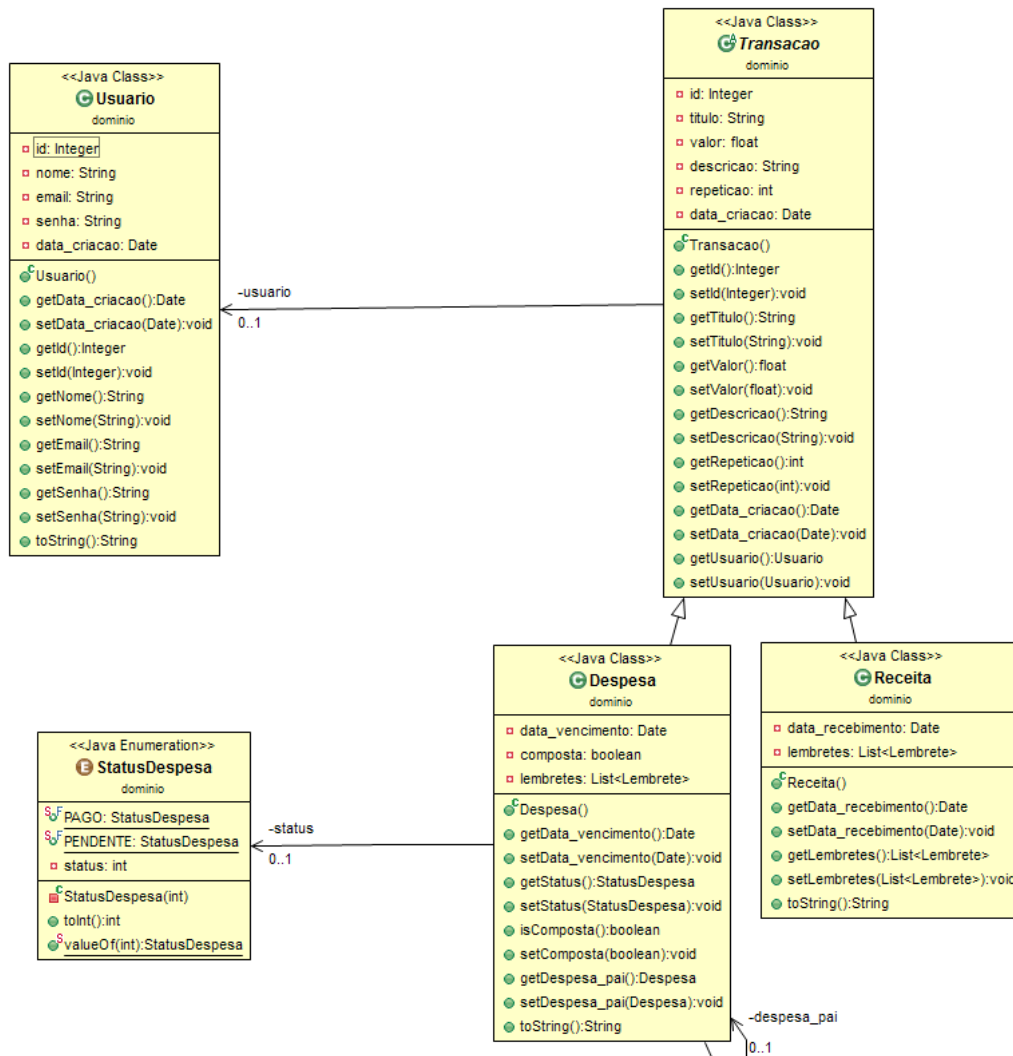 <<Java Class>>
Usuario
dominio
id: Integer
nome: String
email: String
senha: String
data_criacao: Date
Usuario()
getData_criacao():Date
setData_criacao(Date):void
getId():Integer
setId(Integer):void
getNome():String
setNome(String):void
getEmail():String
setEmail(String):void
getSenha():String
setSenha(String):void
toString():String
-usuario
0..1
<<Java Class>>
Transacao
dominio
id: Integer
titulo: String
valor: float
descricao: String
repeticao: int
data_criacao: Date
Transacao()
getId():Integer
setId(Integer):void
getTitulo():String
setTitulo(String):void
getValor():float
setValor(float):void
getDescricao():String
setDescricao(String):void
getRepeticao():int
setRepeticao(int):void
getData_criacao():Date
setData_criacao(Date):void
getUsuario():Usuario
setUsuario(Usuario):void
<<Java Enumeration>>
StatusDespesa
dominio
PAGO: StatusDespesa
PENDENTE: StatusDespesa
status: int
StatusDespesa(int)
toInt():int
valueOf(int):StatusDespesa
-status
0..1
<<Java Class>>
Despesa
dominio
data_vencimento: Date
composta: boolean
lembretes: List<Lembrete>
Despesa()
getData_vencimento():Date
setData_vencimento(Date):void
getStatus():StatusDespesa
setStatus(StatusDespesa):void
isComposta():boolean
setComposta(boolean):void
getDespesa_pai():Despesa
setDespesa_pai(Despesa):void
toString():String
-despesa_pai
0..1
<<Java Class>>
Receita
dominio
data_recebimento: Date
lembretes: List<Lembrete>
Receita()
getData_recebimento():Date
setData_recebimento(Date):void
getLembretes():List<Lembrete>
setLembretes(List<Lembrete>):void
toString():String